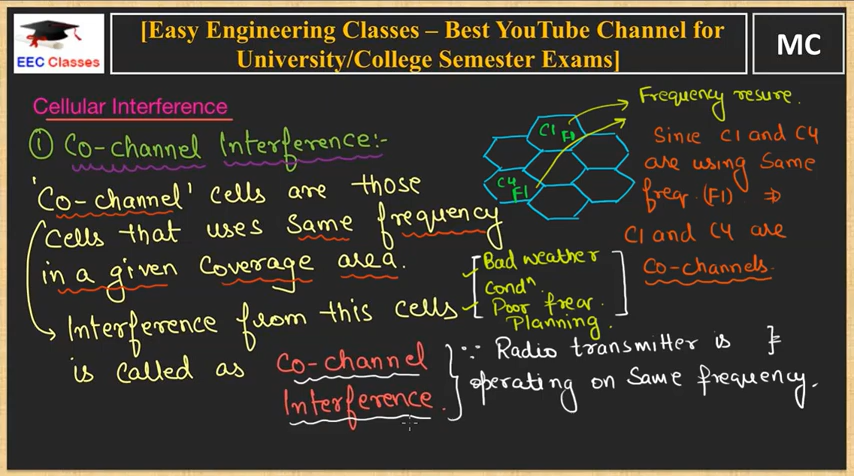 [Easy Engineering Classes – Best YouTube Channel for
University/College Semester Exams]
MC
EEC Classes
Cellular Interference
① Co-channel Interference:-
'Co-channel' cells are those
Cells that uses Same frequency
in a given Coverage area.
Interference from this cells
is called as Co-channel
Interference.
Bad weather
Condⁿ
Poor freqr.
Planning.
∵ Radio transmitter is
operating on Same frequency.
C1 F1
C4
F1
Frequency resure.
Since C1 and C4
are using Same
freq. (F1) ⇒
C1 and C4 are
Co-channels.